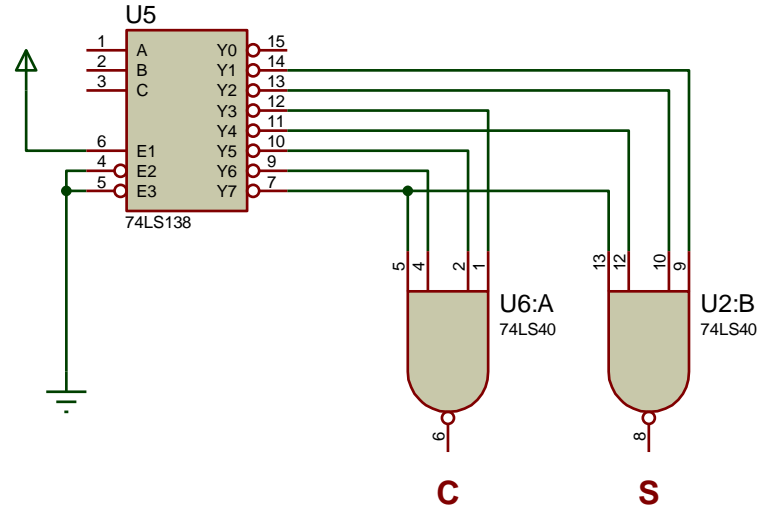 U5
1 A Y0 15
2 B Y1 14
3 C Y2 13
Y3 12
Y4 11
6 E1 Y5 10
4 E2 Y6 9
5 E3 Y7 7
74LS138
5 4 2 1
13 12 10 9
U6:A
74LS40
U2:B
74LS40
6
8
C
S